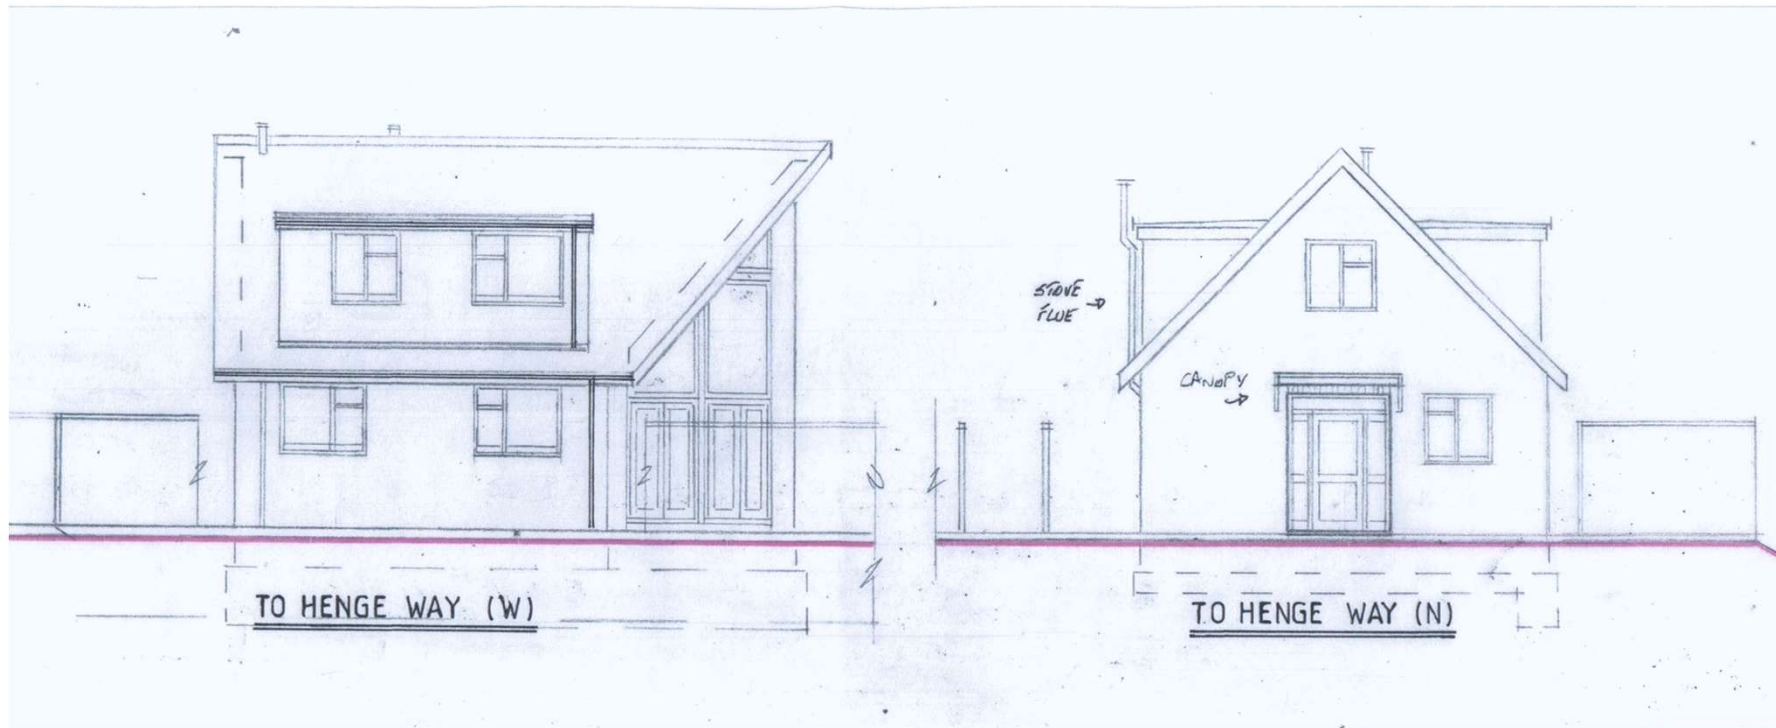 STOVE
FLUE
CANOPY
TO HENGE WAY (W)
TO HENGE WAY (N)